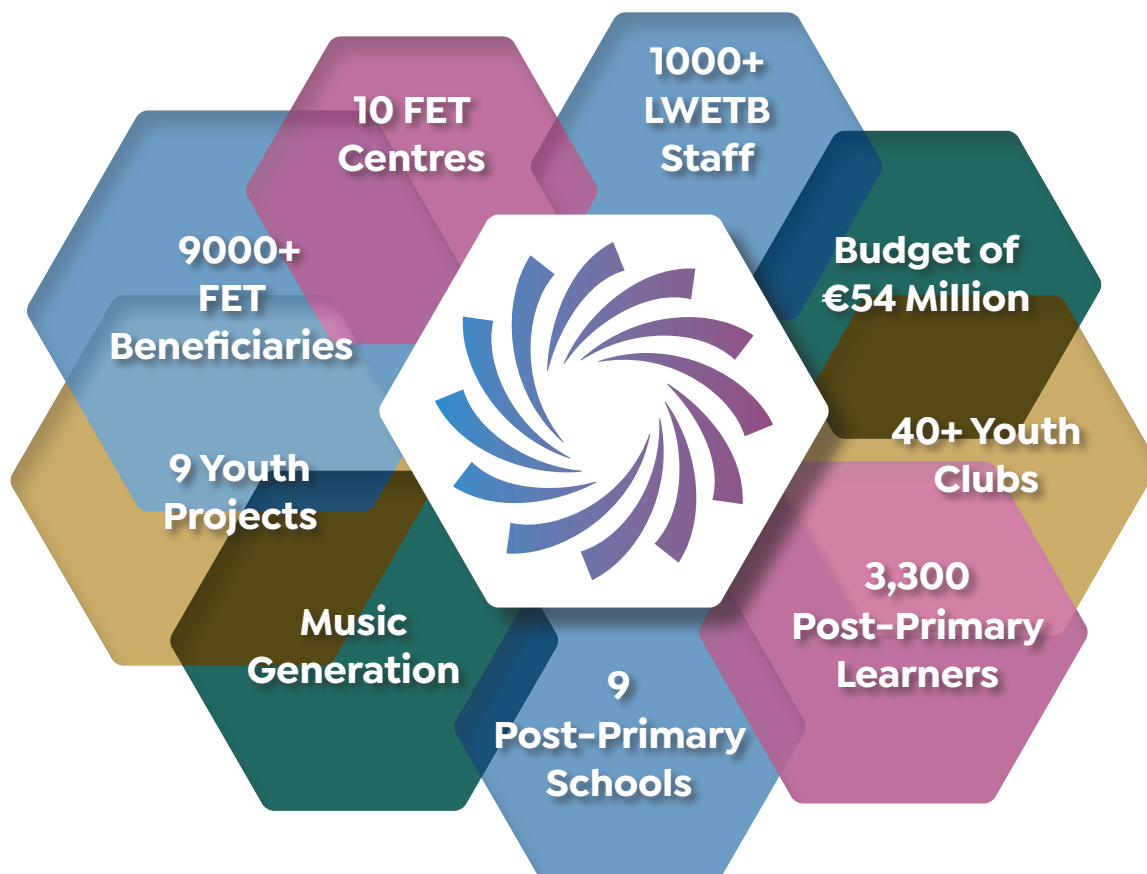 1000+
LWETB
Staff
10 FET
Centres
Budget of
€54 Million
9000+
FET
Beneficiaries
40+ Youth
Clubs
9 Youth
Projects
3,300
Post-Primary
Learners
Music
Generation
9
Post-Primary
Schools